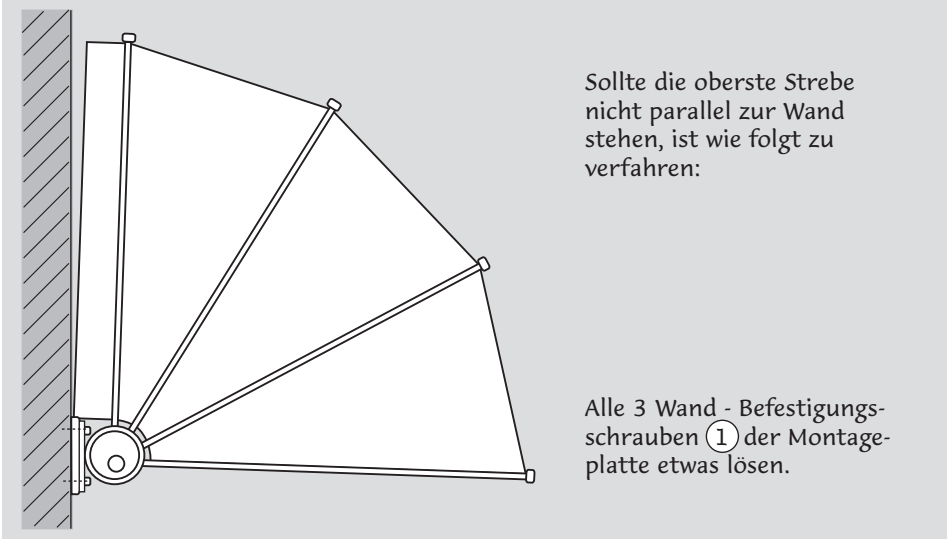 Sollte die oberste Strebe
nicht parallel zur Wand
stehen, ist wie folgt zu
verfahren:
Alle 3 Wand - Befestigungs-
schrauben 1 der Montage-
platte etwas lösen.